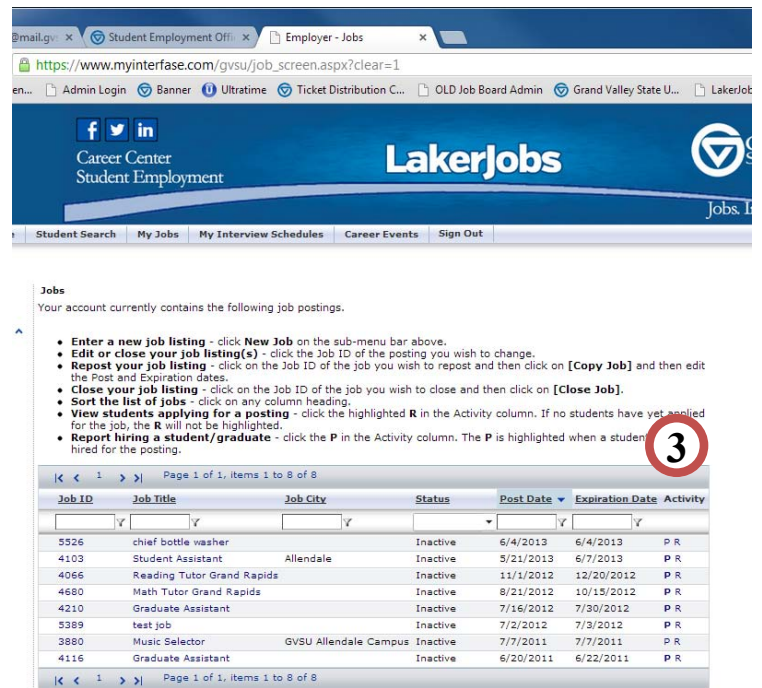 @mail.gv: × Student Employment Offi × Employer - Jobs ×
https://www.myinterfase.com/gvsu/job_screen.aspx?clear=1
en... Admin Login Banner Ultratime Ticket Distribution C... OLD Job Board Admin Grand Valley State U... LakerJob
f in
Career Center
Student Employment
LakerJobs
Jobs.
Student Search My Jobs My Interview Schedules Career Events Sign Out
Jobs
Your account currently contains the following job postings.
• Enter a new job listing - click New Job on the sub-menu bar above.
• Edit or close your job listing(s) - click the Job ID of the posting you wish to change.
• Repost your job listing - click on the Job ID of the job you wish to repost and then click on [Copy Job] and then edit
the Post and Expiration dates.
• Close your job listing - click on the Job ID of the job you wish to close and then click on [Close Job].
• Sort the list of jobs - click on any column heading.
• View students applying for a posting - click the highlighted R in the Activity column. If no students have yet applied
for the job, the R will not be highlighted.
• Report hiring a student/graduate - click the P in the Activity column. The P is highlighted when a student
hired for the posting.
3
1 Page 1 of 1, items 1 to 8 of 8
Job ID Job Title Job City Status Post Date Expiration Date Activity
5526 chief bottle washer Inactive 6/4/2013 6/4/2013 P R
4103 Student Assistant Allendale Inactive 5/21/2013 6/7/2013 P R
4066 Reading Tutor Grand Rapids Inactive 11/1/2012 12/20/2012 P R
4680 Math Tutor Grand Rapids Inactive 8/21/2012 10/15/2012 P R
4210 Graduate Assistant Inactive 7/16/2012 7/30/2012 P R
5389 test job Inactive 7/2/2012 7/3/2012 P R
3880 Music Selector GVSU Allendale Campus Inactive 7/7/2011 7/7/2011 P R
4116 Graduate Assistant Inactive 6/20/2011 6/22/2011 P R
1 Page 1 of 1, items 1 to 8 of 8